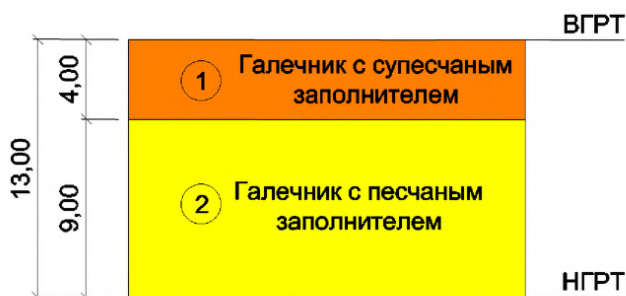 ВГРТ
1
Галечник с супесчаным
заполнителем
4,00
13,00
9,00
2
Галечник с песчаным
заполнителем
НГРТ